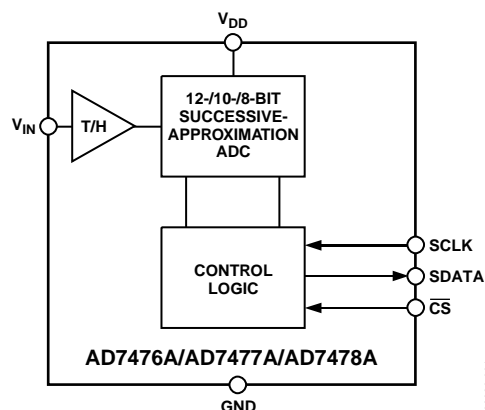 VDD
12-/10-/8-BIT
SUCCESSIVE-
APPROXIMATION
ADC
VIN
T/H
CONTROL
LOGIC
SCLK
SDATA
CS
AD7476A/AD7477A/AD7478A
GND